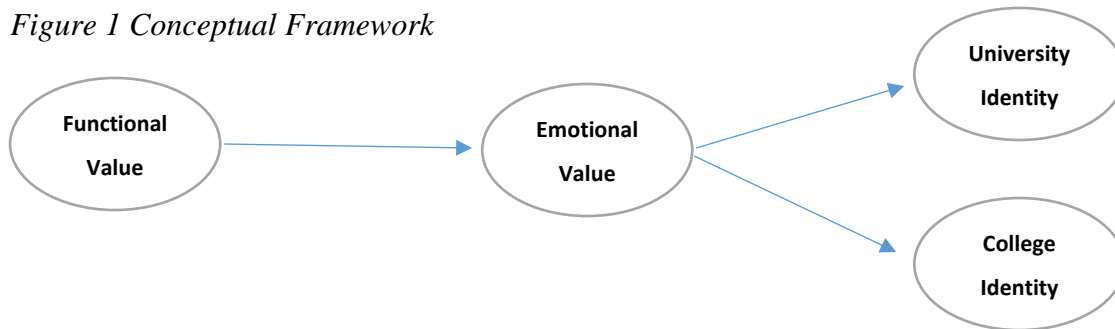 Figure 1 Conceptual Framework
Functional
Value
Emotional
Value
University
Identity
College
Identity